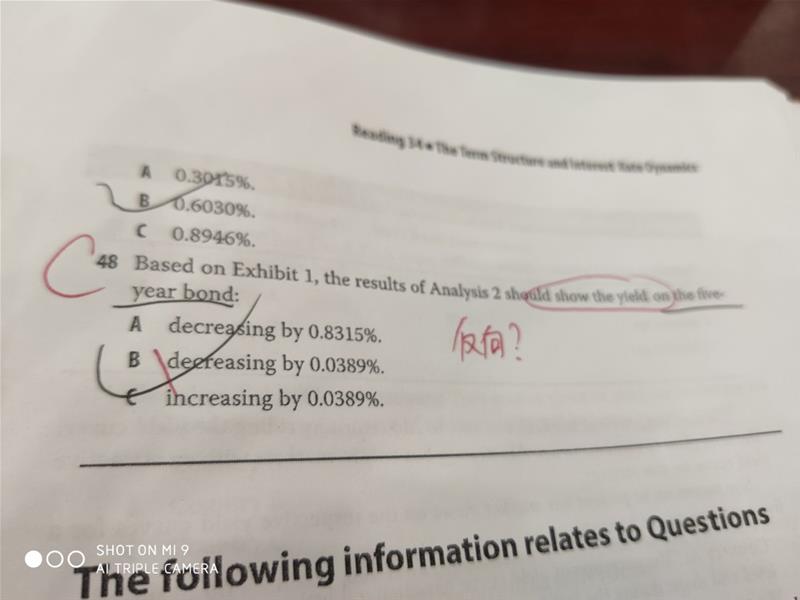 Reading 34 • The Term Structure and Interest Rate Dynamics
A 0.3015%.
B 0.6030%.
C 0.8946%.
48 Based on Exhibit 1, the results of Analysis 2 should show the yield on the five-
year bond:
A decreasing by 0.8315%.
B decreasing by 0.0389%.
C increasing by 0.0389%.
反向?
The following information relates to Questions
SHOT ON MI 9
AI TRIPLE CAMERA